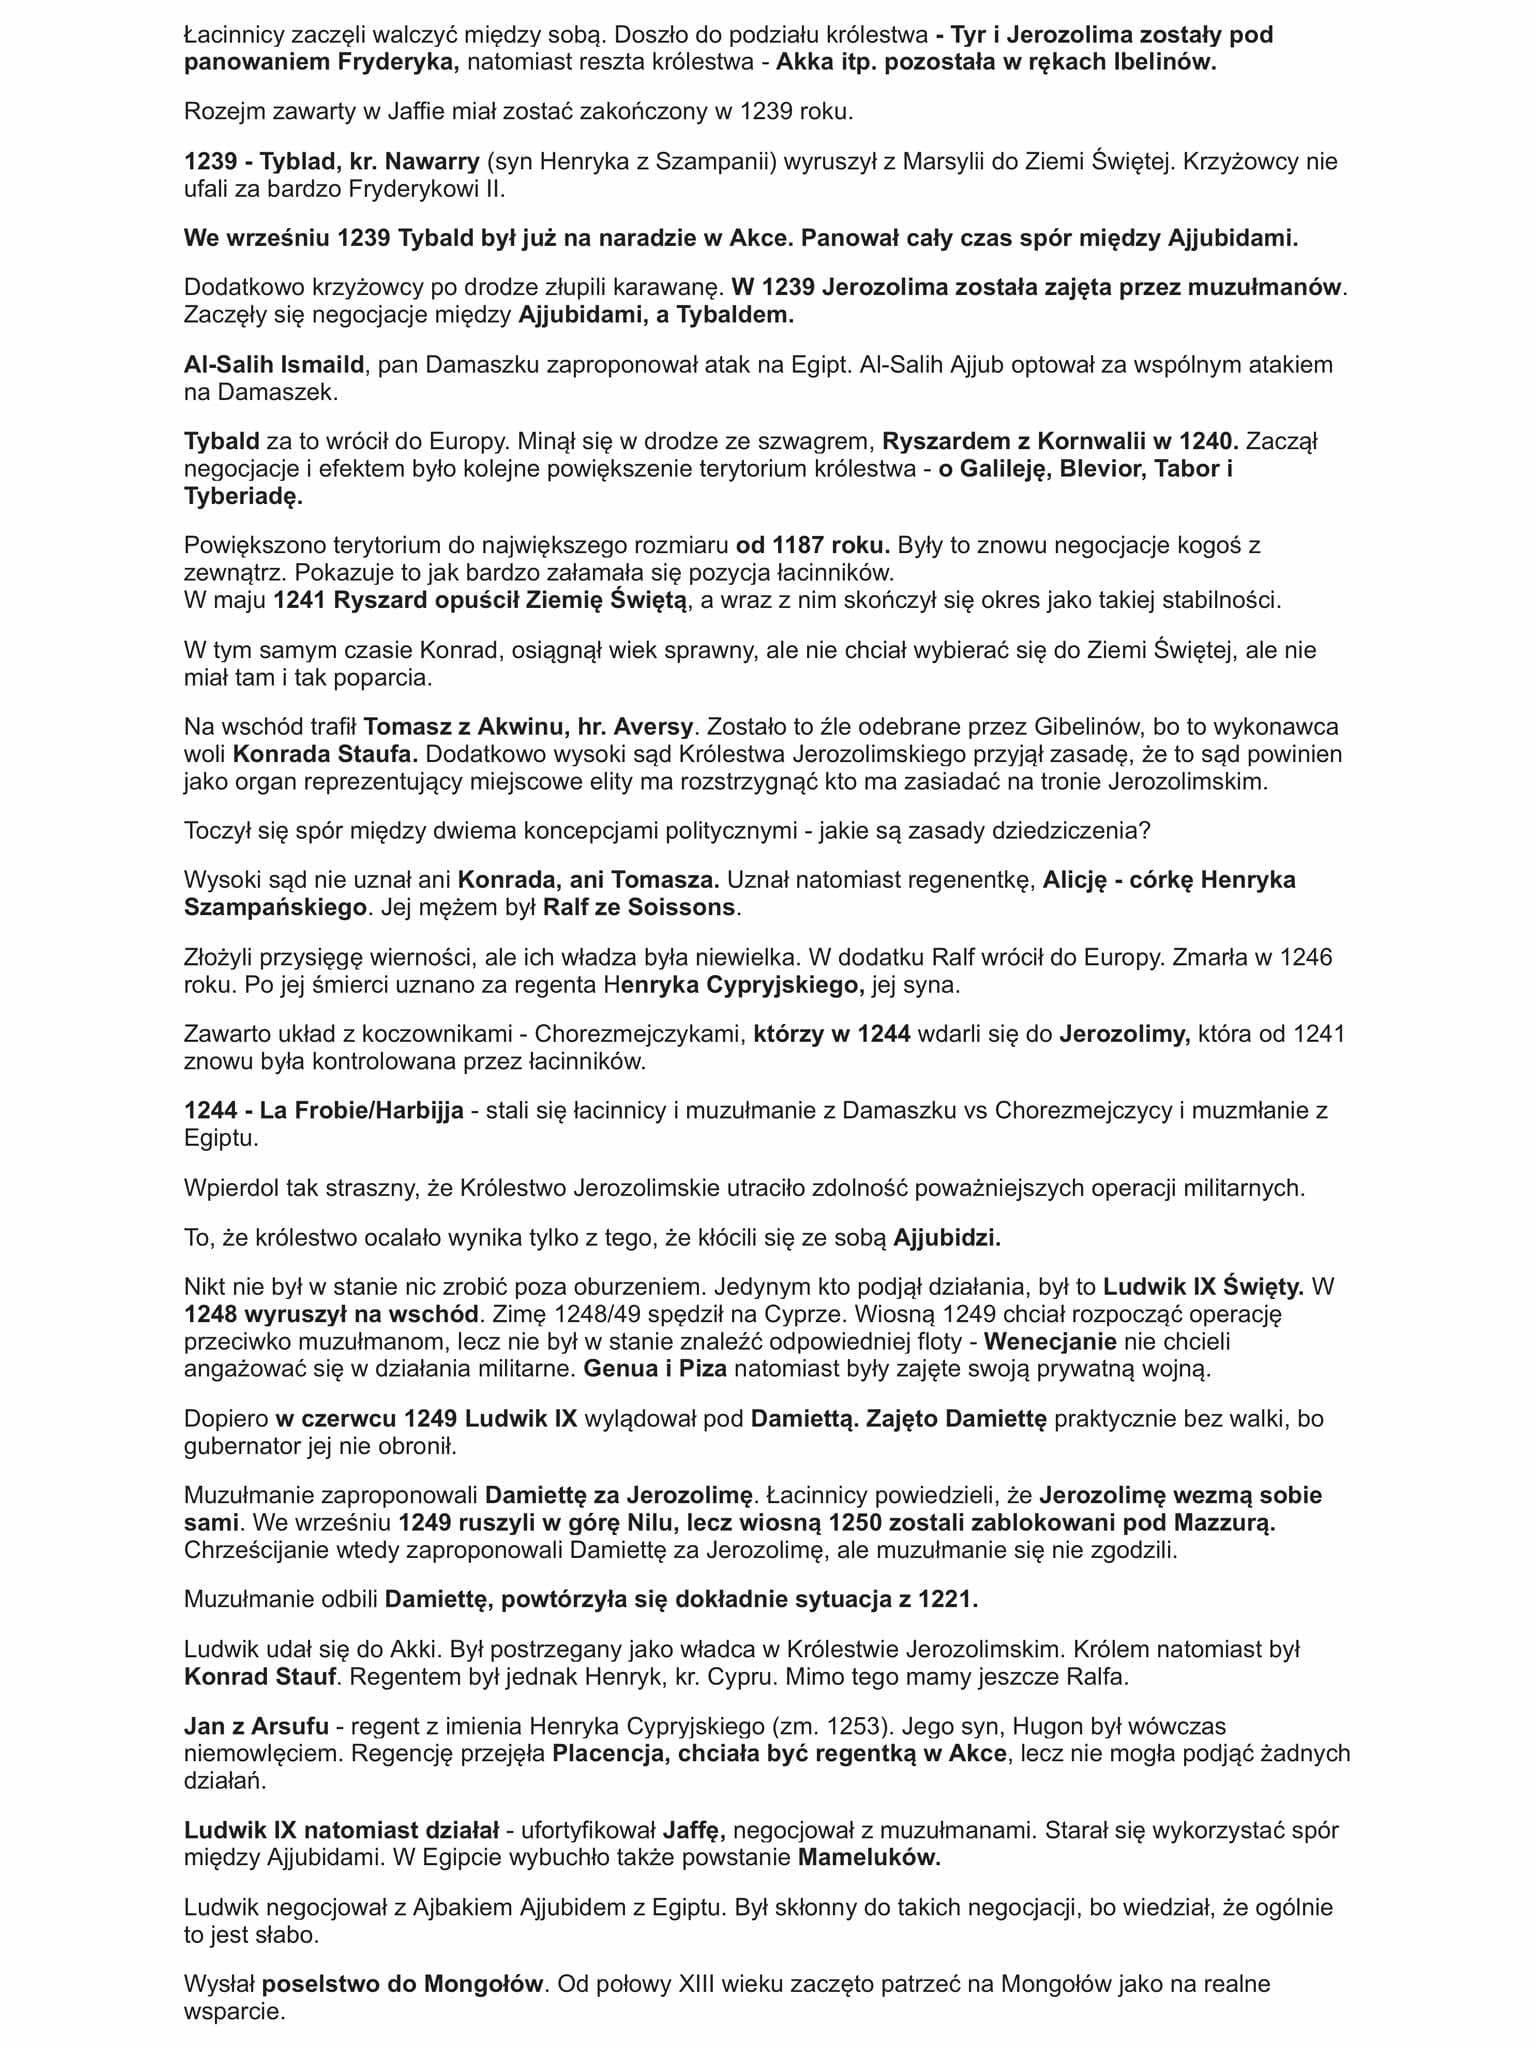 Łacinnicy zaczęli walczyć między sobą. Doszło do podziału królestwa - Tyr i Jerozolima zostały pod
panowaniem Fryderyka, natomiast reszta królestwa - Akka itp. pozostała w rękach Ibelinów.
Rozejm zawarty w Jaffie miał zostać zakończony w 1239 roku.
1239 - Tyblad, kr. Nawarry (syn Henryka z Szampanii) wyruszył z Marsylii do Ziemi Świętej. Krzyżowcy nie
ufali za bardzo Fryderykowi II.
We wrześniu 1239 Tybald był już na naradzie w Akce. Panował cały czas spór między Ajjubidami.
Dodatkowo krzyżowcy po drodze złupili karawanę. W 1239 Jerozolima została zajęta przez muzułmanów.
Zaczęły się negocjacje między Ajjubidami, a Tybaldem.
Al-Salih Ismaild, pan Damaszku zaproponował atak na Egipt. Al-Salih Ajjub optował za wspólnym atakiem
na Damaszek.
Tybald za to wrócił do Europy. Minął się w drodze ze szwagrem, Ryszardem z Kornwalii w 1240. Zaczął
negocjacje i efektem było kolejne powiększenie terytorium królestwa - o Galileję, Blevior, Tabor i
Tyberiadę.
Powiększono terytorium do największego rozmiaru od 1187 roku. Były to znowu negocjacje kogoś z
zewnątrz. Pokazuje to jak bardzo załamała się pozycja łacinników.
W maju 1241 Ryszard opuścił Ziemię Świętą, a wraz z nim skończył się okres jako takiej stabilności.
W tym samym czasie Konrad, osiągnął wiek sprawny, ale nie chciał wybierać się do Ziemi Świętej, ale nie
miał tam i tak poparcia.
Na wschód trafił Tomasz z Akwinu, hr. Aversy. Zostało to źle odebrane przez Gibelinów, bo to wykonawca
woli Konrada Staufa. Dodatkowo wysoki sąd Królestwa Jerozolimskiego przyjął zasadę, że to sąd powinien
jako organ reprezentujący miejscowe elity ma rozstrzygnąć kto ma zasiadać na tronie Jerozolimskim.
Toczył się spór między dwiema koncepcjami politycznymi - jakie są zasady dziedziczenia?
Wysoki sąd nie uznał ani Konrada, ani Tomasza. Uznał natomiast regenentkę, Alicję - córkę Henryka
Szampańskiego. Jej mężem był Ralf ze Soissons.
Złożyli przysięgę wierności, ale ich władza była niewielka. W dodatku Ralf wrócił do Europy. Zmarła w 1246
roku. Po jej śmierci uznano za regenta Henryka Cypryjskiego, jej syna.
Zawarto układ z koczownikami - Chorezmejczykami, którzy w 1244 wdarli się do Jerozolimy, która od 1241
znowu była kontrolowana przez łacinników.
1244 - La Frobie/Harbijja - stali się łacinnicy i muzułmanie z Damaszku vs Chorezmejczycy i muzmłanie z
Egiptu.
Wpierdol tak straszny, że Królestwo Jerozolimskie utraciło zdolność poważniejszych operacji militarnych.
To, że królestwo ocalało wynika tylko z tego, że kłócili się ze sobą Ajjubidzi.
Nikt nie był w stanie nic zrobić poza oburzeniem. Jedynym kto podjął działania, był to Ludwik IX Święty. W
1248 wyruszył na wschód. Zimę 1248/49 spędził na Cyprze. Wiosną 1249 chciał rozpocząć operację
przeciwko muzułmanom, lecz nie był w stanie znaleźć odpowiedniej floty - Wenecjanie nie chcieli
angażować się w działania militarne. Genua i Piza natomiast były zajęte swoją prywatną wojną.
Dopiero w czerwcu 1249 Ludwik IX wylądował pod Damiettą. Zajęto Damiettę praktycznie bez walki, bo
gubernator jej nie obronił.
Muzułmanie zaproponowali Damiettę za Jerozolimę. Łacinnicy powiedzieli, że Jerozolimę wezmą sobie
sami. We wrześniu 1249 ruszyli w górę Nilu, lecz wiosną 1250 zostali zablokowani pod Mazzurą.
Chrześcijanie wtedy zaproponowali Damiettę za Jerozolimę, ale muzułmanie się nie zgodzili.
Muzułmanie odbili Damiettę, powtórzyła się dokładnie sytuacja z 1221.
Ludwik udał się do Akki. Był postrzegany jako władca w Królestwie Jerozolimskim. Królem natomiast był
Konrad Stauf. Regentem był jednak Henryk, kr. Cypru. Mimo tego mamy jeszcze Ralfa.
Jan z Arsufu - regent z imienia Henryka Cypryjskiego (zm. 1253). Jego syn, Hugon był wówczas
niemowlęciem. Regencję przejęła Placencja, chciała być regentką w Akce, lecz nie mogła podjąć żadnych
działań.
Ludwik IX natomiast działał - ufortyfikował Jaffę, negocjował z muzułmanami. Starał się wykorzystać spór
między Ajjubidami. W Egipcie wybuchło także powstanie Mameluków.
Ludwik negocjował z Ajbakiem Ajjubidem z Egiptu. Był skłonny do takich negocjacji, bo wiedział, że ogólnie
to jest słabo.
Wysłał poselstwo do Mongołów. Od połowy XIII wieku zaczęto patrzeć na Mongołów jako na realne
wsparcie.